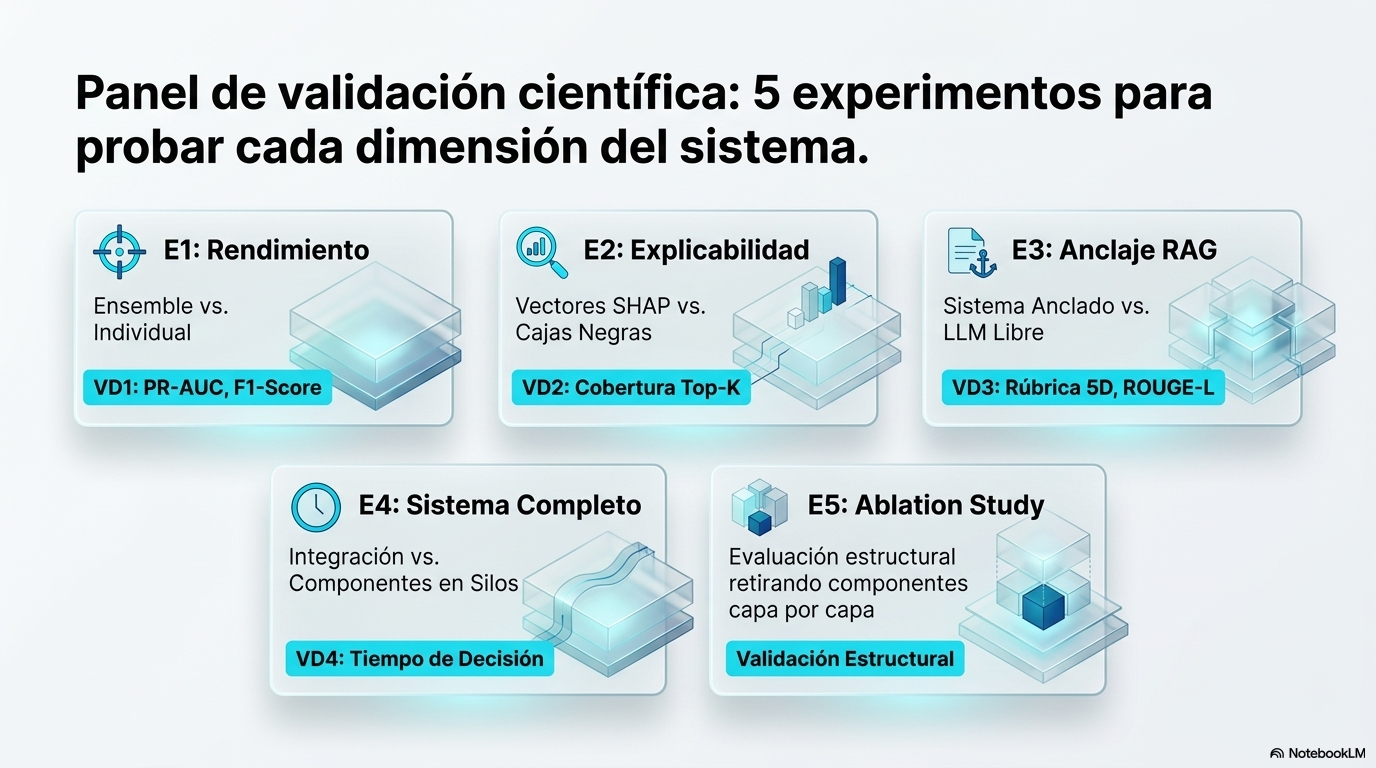 Panel de validación científica: 5 experimentos para
probar cada dimensión del sistema.
E1: Rendimiento
Ensemble vs.
Individual
VD1: PR-AUC, F1-Score
E2: Explicabilidad
Vectores SHAP vs.
Cajas Negras
VD2: Cobertura Top-K
E3: Anclaje RAG
Sistema Anclado vs.
LLM Libre
VD3: Rúbrica 5D, ROUGE-L
E4: Sistema Completo
Integración vs.
Componentes en Silos
VD4: Tiempo de Decisión
E5: Ablation Study
Evaluación estructural
retirando componentes
capa por capa
Validación Estructural
NotebookLM